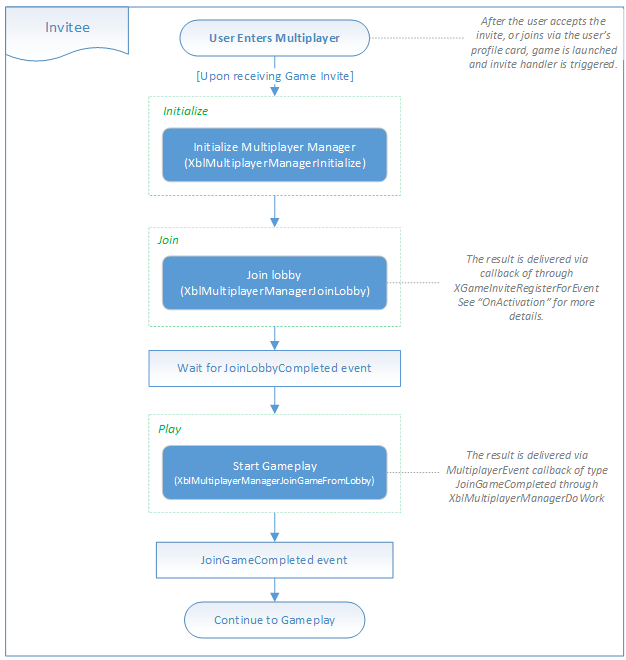 Invitee
User Enters Multiplayer
After the user accepts the
invite, or joins via the user's
profile card, game is launched
and invite handler is triggered.
[Upon receiving Game Invite]
Initialize
Initialize Multiplayer Manager
(XblMultiplayerManagerInitialize)
Join
Join lobby
(XblMultiplayerManagerJoinLobby)
The result is delivered via
callback of through
XGameInviteRegisterForEvent
See “OnActivation” for more
details.
Wait for JoinLobbyCompleted event
Play
Start Gameplay
(XblMultiplayerManagerJoinGameFromLobby)
The result is delivered via
MultiplayerEvent callback of type
JoinGameCompleted through
XblMultiplayerManagerDoWork
JoinGameCompleted event
Continue to Gameplay